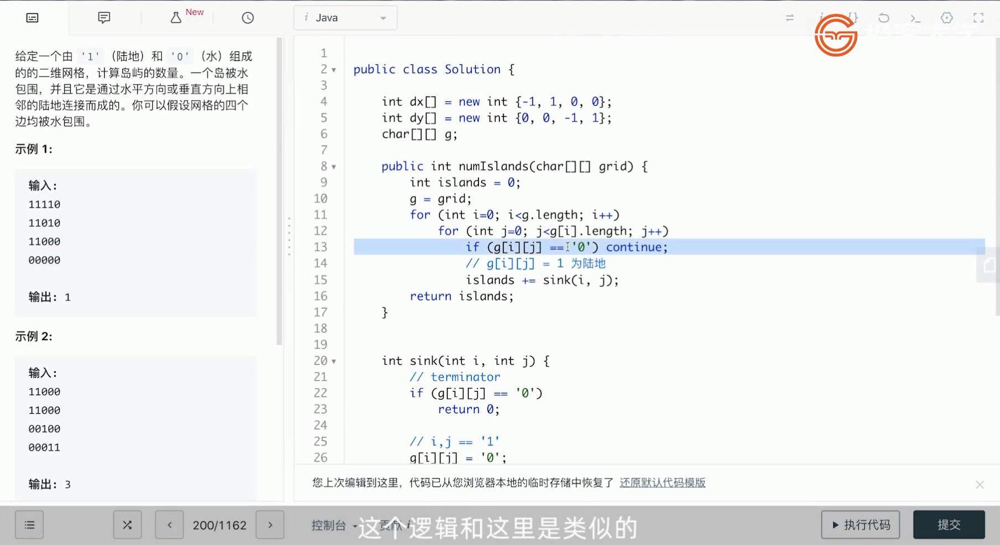 New
Java
给定一个由 '1' （陆地）和 '0' （水）组成
的的二维网格，计算岛屿的数量。一个岛被水
包围，并且它是通过水平方向或垂直方向上相
邻的陆地连接而成的。你可以假设网格的四个
边均被水包围。
示例 1:
输入:
11110
11010
11000
00000
输出: 1
示例 2:
输入:
11000
11000
00100
00011
输出: 3
1
2 public class Solution {
3
4 int dx[] = new int {-1, 1, 0, 0};
5 int dy[] = new int {0, 0, -1, 1};
6 char[][] g;
7
8 public int numIslands(char[][] grid) {
9 int islands = 0;
10 g = grid;
11 for (int i=0; i<g.length; i++)
12 for (int j=0; j<g[i].length; j++)
13 if (g[i][j] == '0') continue;
14 // g[i][j] = 1 为陆地
15 islands += sink(i, j);
16 return islands;
17 }
18
19
20 int sink(int i, int j) {
21 // terminator
22 if (g[i][j] == '0')
23 return 0;
24
25 // i,j == '1'
26 g[i][j] = '0';
您上次编辑到这里，代码已从您浏览器本地的临时存储中恢复了 还原默认代码模版
200/1162
控制台
贡献 i
这个逻辑和这里是类似的
执行代码
提交